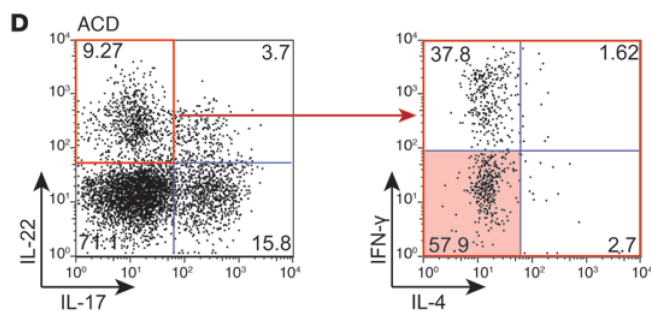 D
ACD
9.27 3.7
71.1 15.8
10⁰ 10¹ 10² 10³ 10⁴
10⁰ 10¹ 10² 10³ 10⁴
IL-22
IL-17
37.8 1.62
57.9 2.7
10⁰ 10¹ 10² 10³ 10⁴
10⁰ 10¹ 10² 10³ 10⁴
IFN-γ
IL-4